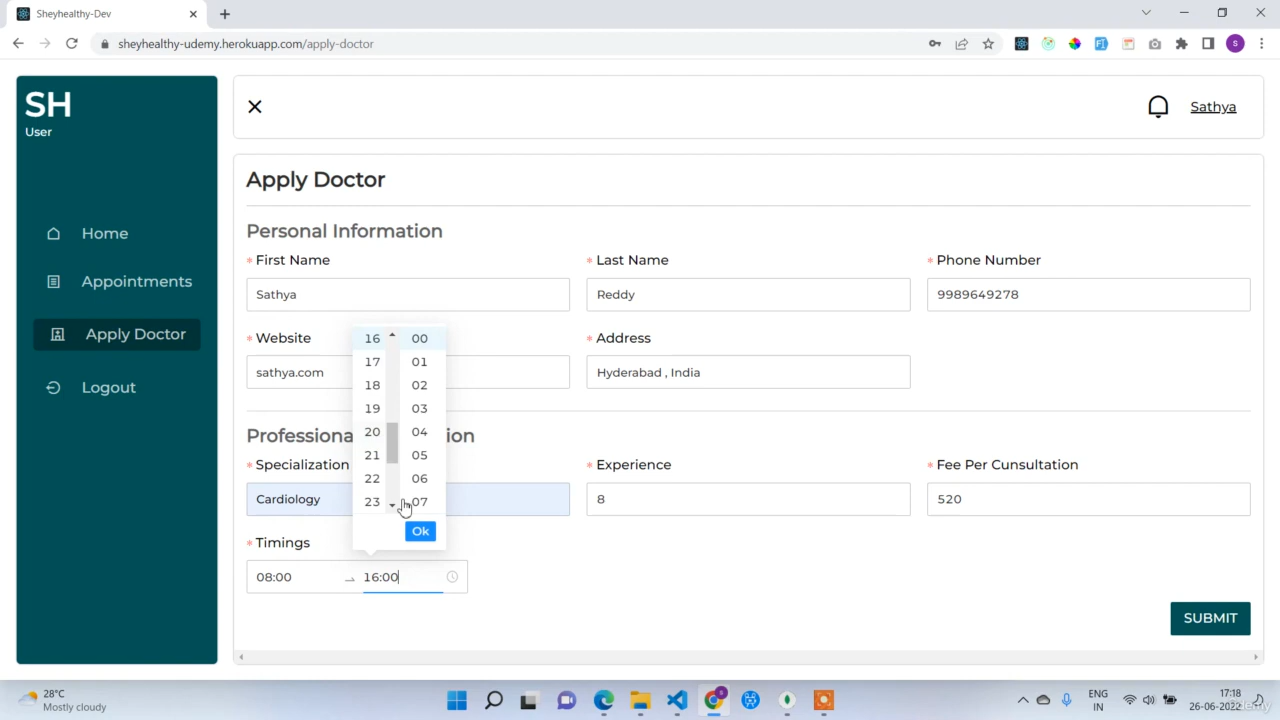 Sheyhealthy-Dev
sheyhealthy-udemy.herokuapp.com/apply-doctor
SH
User
Sathya
Home
Appointments
Apply Doctor
Logout
Apply Doctor
Personal Information
* First Name
* Last Name
* Phone Number
Sathya
Reddy
9989649278
* Website
* Address
sathya.com
Hyderabad , India
16 00
17 01
18 02
19 03
20 04
21 05
22 06
23 07
Ok
Professiona tion
* Specialization
* Experience
* Fee Per Cunsultation
Cardiology
8
520
* Timings
08:00
16:00
SUBMIT
28°C
Mostly cloudy
ENG
IN
17:18
26-06-2022